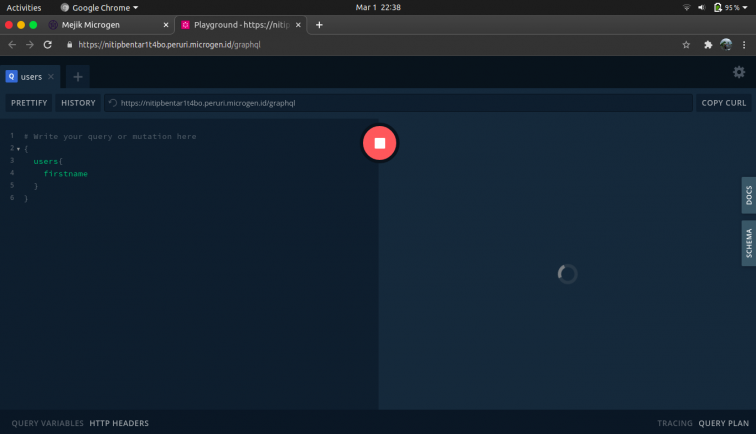 Activities Google Chrome Mar 1 22:38 95 %
Mejik Microgen Playground - https://nitip
https://nitipbentar1t4bo.peruri.microgen.id/graphql
Q users
PRETTIFY HISTORY https://nitipbentar1t4bo.peruri.microgen.id/graphql COPY CURL
1 # Write your query or mutation here
2 {
3 users{
4 firstname
5 }
6 }
DOCS
SCHEMA
QUERY VARIABLES HTTP HEADERS TRACING QUERY PLAN